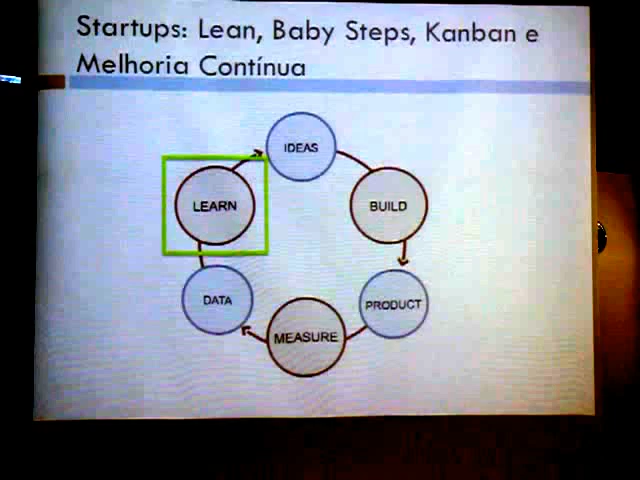 Startups: Lean, Baby Steps, Kanban e
Melhoria Contínua
IDEAS
LEARN
BUILD
DATA
PRODUCT
MEASURE